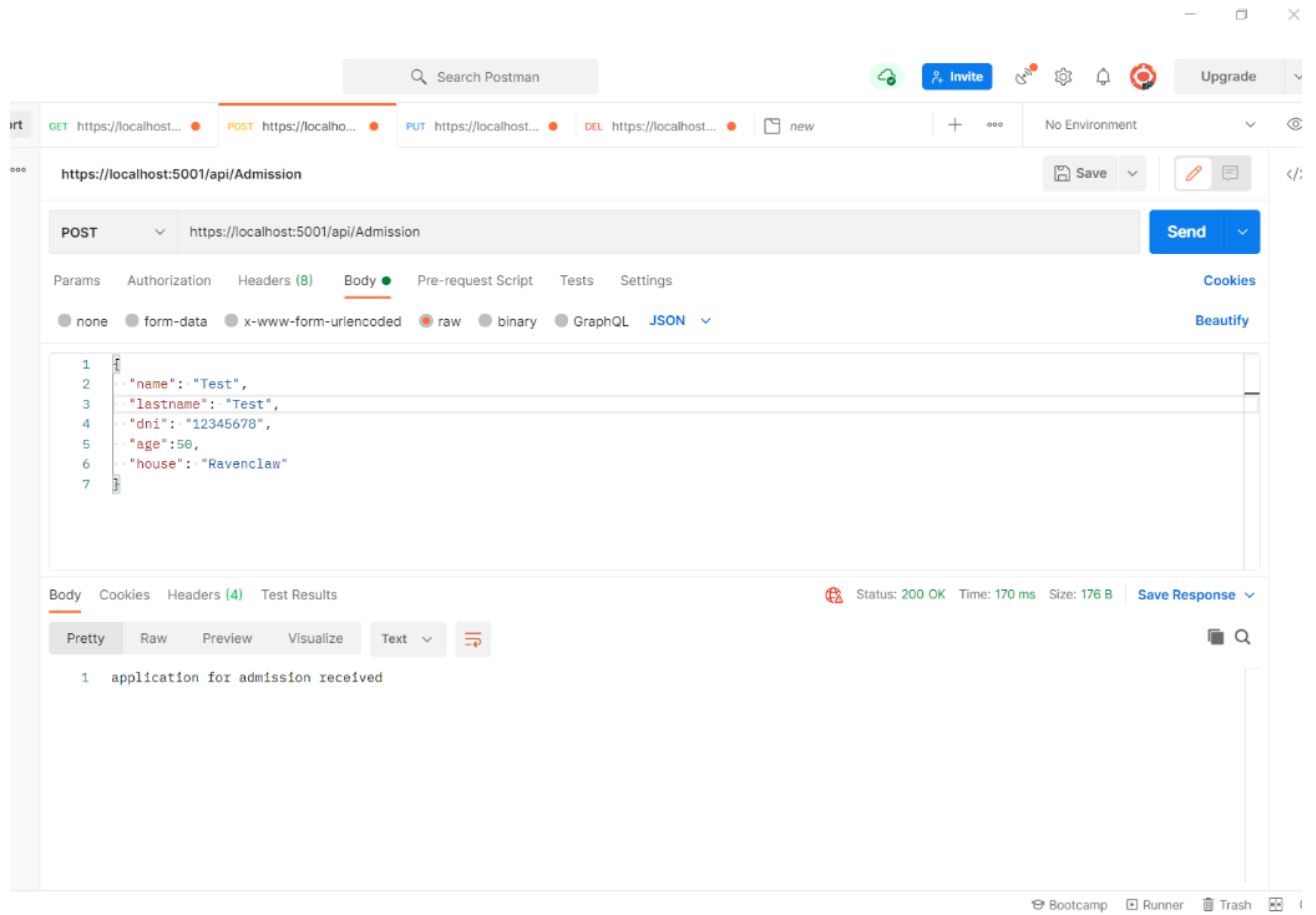 Search Postman
Invite
Upgrade
ort GET https://localhost... POST https://localho... PUT https://localhost... DEL https://localhost... new + ooo No Environment
ooo https://localhost:5001/api/Admission Save </>
POST https://localhost:5001/api/Admission Send
Params Authorization Headers (8) Body Pre-request Script Tests Settings Cookies
none form-data x-www-form-urlencoded raw binary GraphQL JSON Beautify
1 {
2 "name": "Test",
3 "lastname": "Test",
4 "dni": "12345678",
5 "age":50,
6 "house": "Ravenclaw"
7 }
Body Cookies Headers (4) Test Results Status: 200 OK Time: 170 ms Size: 176 B Save Response
Pretty Raw Preview Visualize Text
1 application for admission received
Bootcamp Runner Trash